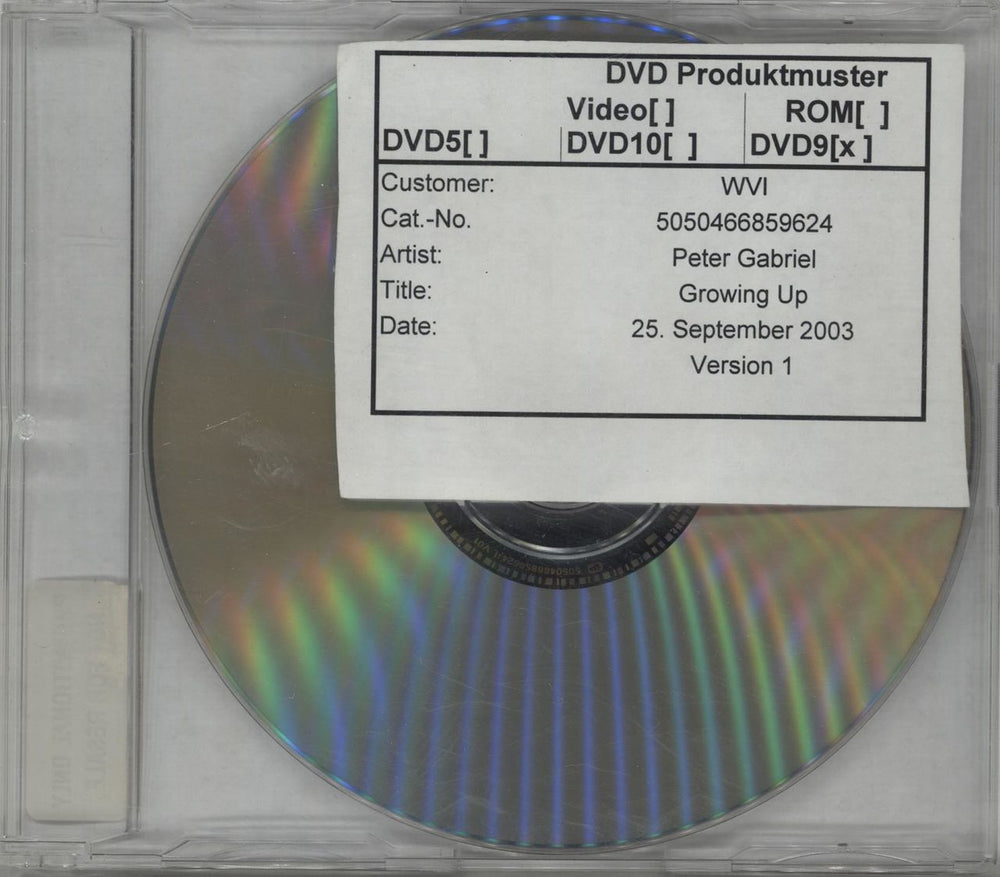 DVD Produktmuster
Video[ ] ROM[ ]
DVD5[ ] DVD10[ ] DVD9[x ]
Customer: WVI
Cat.-No. 5050466859624
Artist: Peter Gabriel
Title: Growing Up
Date: 25. September 2003
Version 1